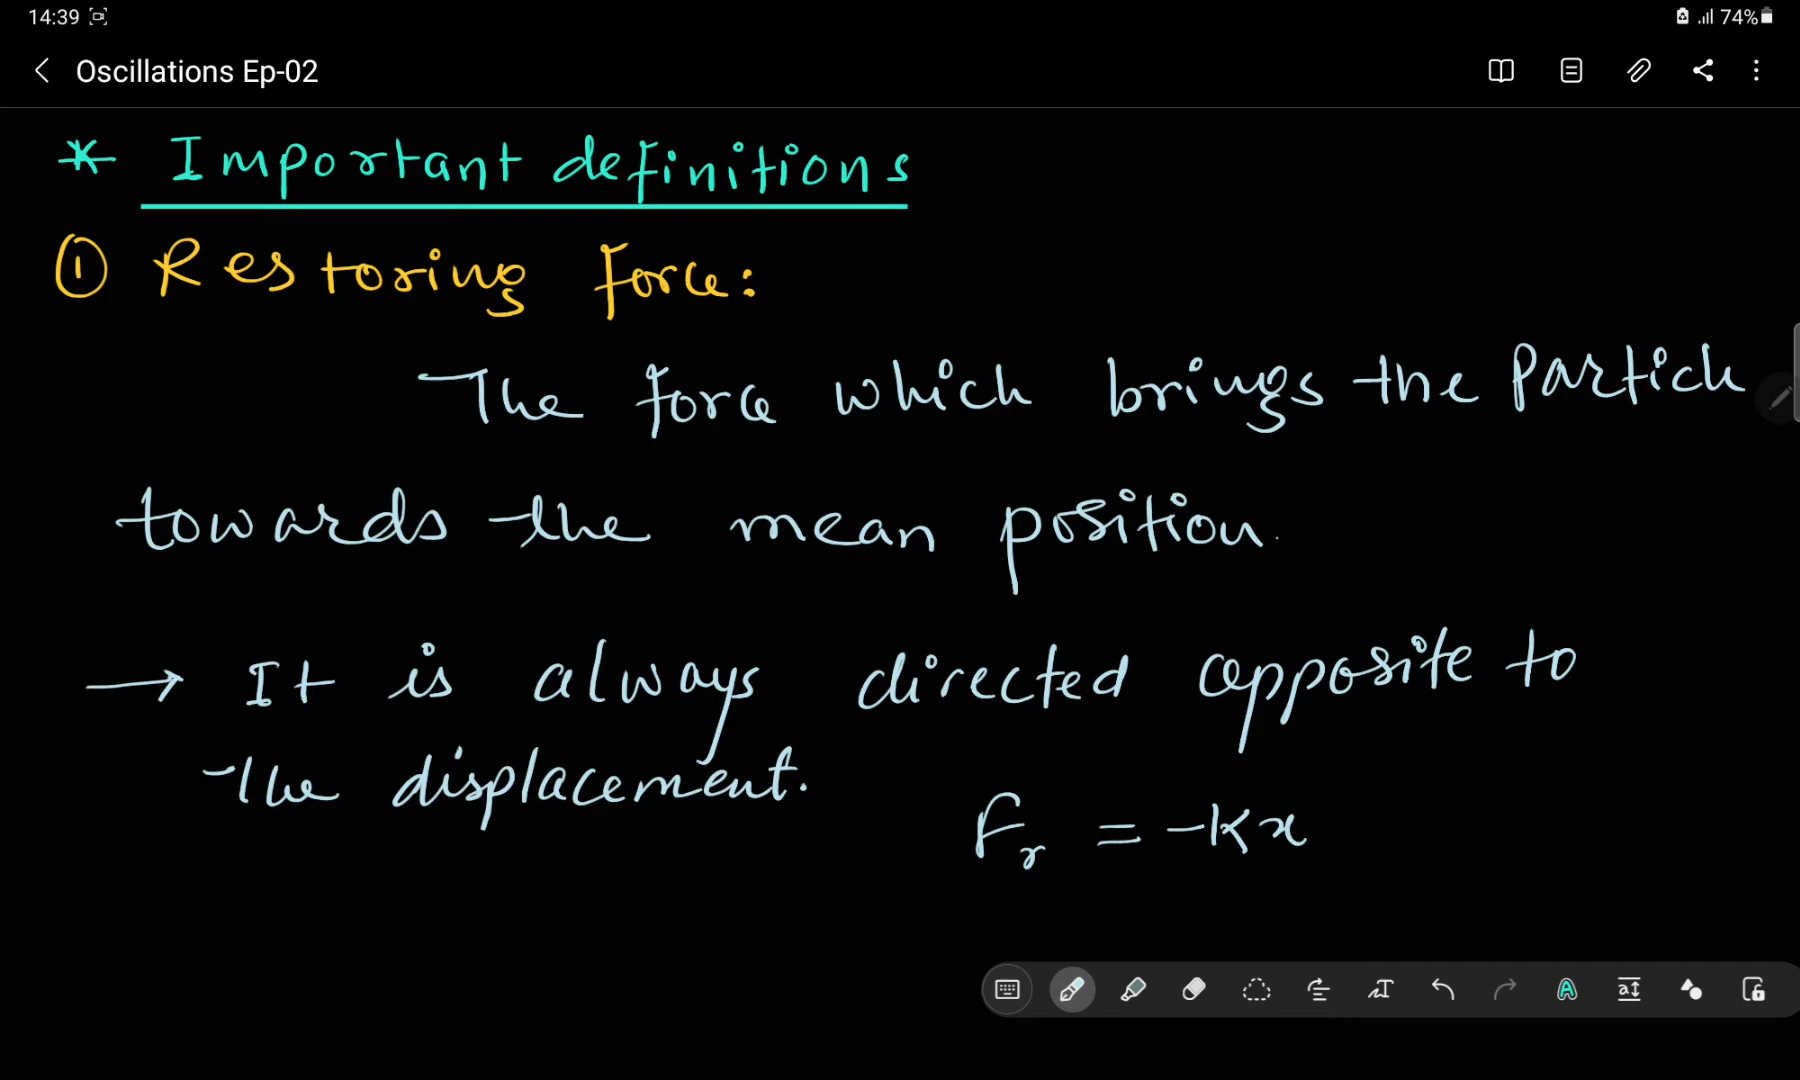 14:39 74%
Oscillations Ep-02
* Important definitions
① Restoring force:
The force which brings the particle
towards the mean position.
→ It is always directed opposite to
the displacement.
Fr = -Kx